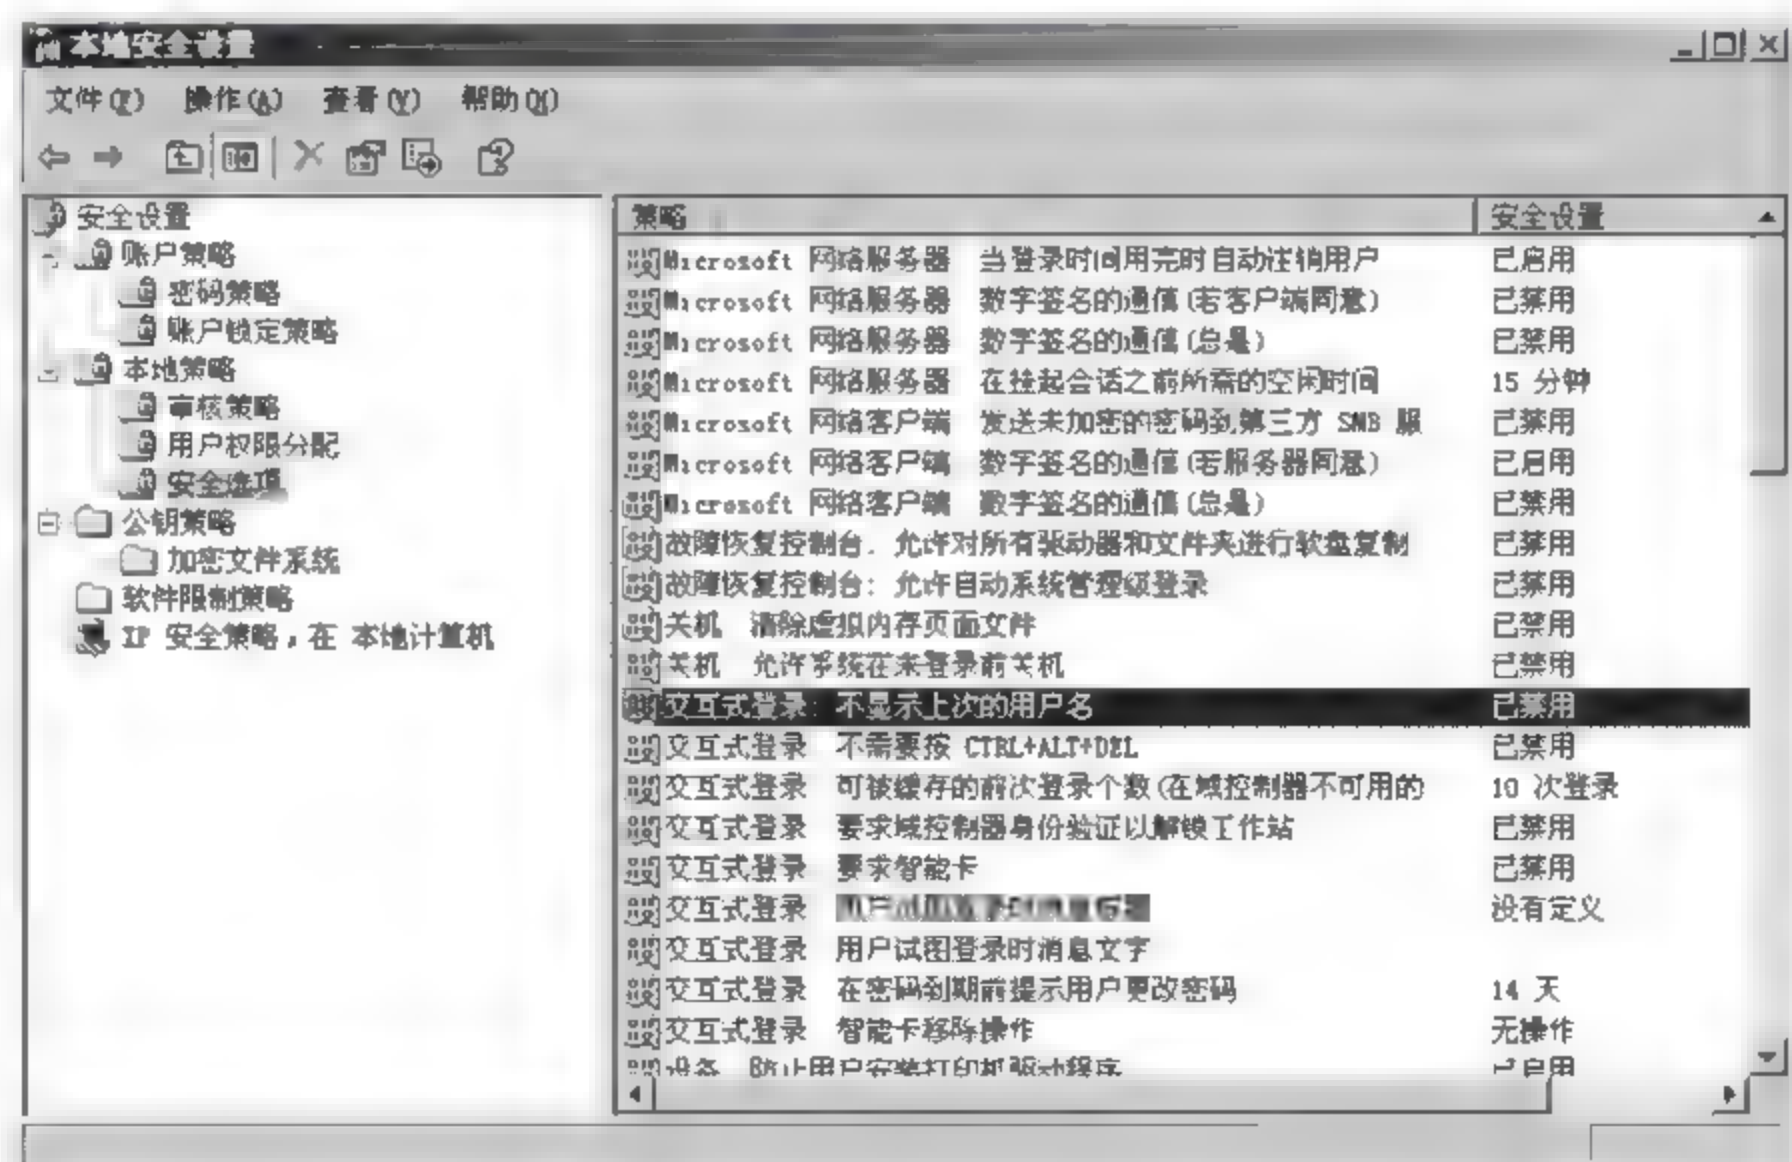 本地安全设置
文件(F) 操作(A) 查看(V) 帮助(H)
安全设置
账户策略
密码策略
账户锁定策略
本地策略
审核策略
用户权限分配
安全选项
公钥策略
加密文件系统
软件限制策略
IP 安全策略，在 本地计算机
策略 安全设置
Microsoft 网络服务器 当登录时间用完时自动注销用户 已启用
Microsoft 网络服务器 数字签名的通信(若客户端同意) 已禁用
Microsoft 网络服务器 数字签名的通信(总是) 已禁用
Microsoft 网络服务器 在挂起会话之前所需的空闲时间 15 分钟
Microsoft 网络客户端 发送未加密的密码到第三方 SMB 服 已禁用
Microsoft 网络客户端 数字签名的通信(若服务器同意) 已启用
Microsoft 网络客户端 数字签名的通信(总是) 已禁用
故障恢复控制台. 允许对所有驱动器和文件夹进行软盘复制 已禁用
故障恢复控制台: 允许自动系统管理级登录 已禁用
关机 清除虚拟内存页面文件 已禁用
关机 允许系统在未登录前关机 已禁用
交互式登录: 不显示上次的用户名 已禁用
交互式登录 不需要按 CTRL+ALT+DEL 已禁用
交互式登录 可被缓存的前次登录个数(在域控制器不可用的 10 次登录
交互式登录 要求域控制器身份验证以解锁工作站 已禁用
交互式登录 要求智能卡 已禁用
交互式登录 没有定义
交互式登录 用户试图登录时消息文字
交互式登录 在密码到期前提示用户更改密码 14 天
交互式登录 智能卡移除操作 无操作
设备 防止用户安装打印机驱动程序 已启用